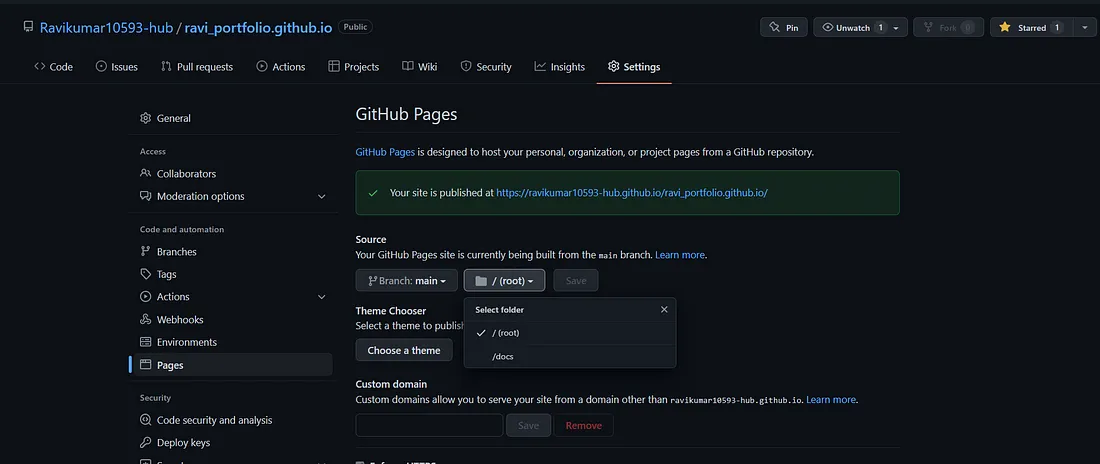 Ravikumar10593-hub / ravi_portfolio.github.io Public
Pin Unwatch 1 Fork 0 Starred 1
Code Issues Pull requests Actions Projects Wiki Security Insights Settings
General
Access
Collaborators
Moderation options
Code and automation
Branches
Tags
Actions
Webhooks
Environments
Pages
Security
Code security and analysis
Deploy keys
GitHub Pages
GitHub Pages is designed to host your personal, organization, or project pages from a GitHub repository.
Your site is published at https://ravikumar10593-hub.github.io/ravi_portfolio.github.io/
Source
Your GitHub Pages site is currently being built from the main branch. Learn more.
Branch: main / (root) Save
Select folder
/ (root)
/docs
Theme Chooser
Select a theme to publish
Choose a theme
Custom domain
Custom domains allow you to serve your site from a domain other than ravikumar10593-hub.github.io. Learn more.
Save Remove